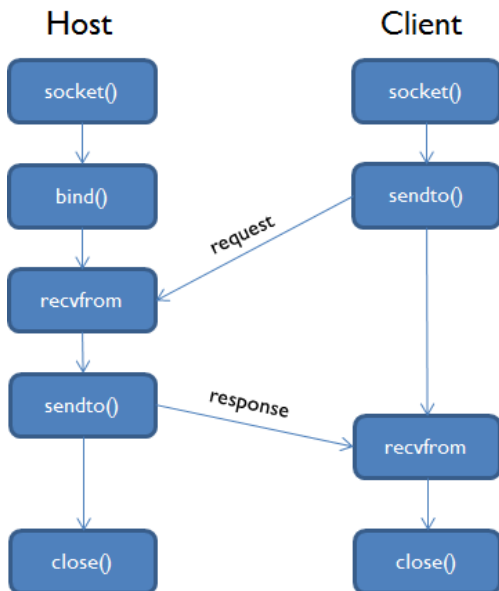 Host
Client
socket()
socket()
bind()
sendto()
request
recvfrom
sendto()
response
recvfrom
close()
close()